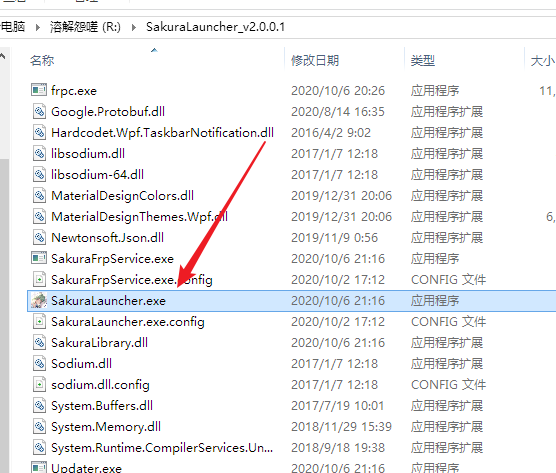 电脑 溶解怨嗟 (R:) SakuraLauncher_v2.0.0.1
名称 修改日期 类型 大小
frpc.exe 2020/10/6 20:26 应用程序 11,
Google.Protobuf.dll 2020/8/14 16:35 应用程序扩展
Hardcodet.Wpf.TaskbarNotification.dll 2016/4/2 9:02 应用程序扩展
libsodium.dll 2017/1/7 12:18 应用程序扩展
libsodium-64.dll 2017/1/7 12:18 应用程序扩展
MaterialDesignColors.dll 2019/12/31 20:06 应用程序扩展
MaterialDesignThemes.Wpf.dll 2019/12/31 20:06 应用程序扩展 6,
Newtonsoft.Json.dll 2019/11/9 0:56 应用程序扩展
SakuraFrpService.exe 2020/10/6 21:16 应用程序
SakuraFrpService.exe.config 2020/10/2 17:12 CONFIG 文件
SakuraLauncher.exe 2020/10/6 21:16 应用程序
SakuraLauncher.exe.config 2020/10/2 17:12 CONFIG 文件
SakuraLibrary.dll 2020/10/6 21:16 应用程序扩展
Sodium.dll 2017/1/7 12:18 应用程序扩展
sodium.dll.config 2017/1/7 12:18 CONFIG 文件
System.Buffers.dll 2017/7/19 10:01 应用程序扩展
System.Memory.dll 2018/11/29 15:39 应用程序扩展
System.Runtime.CompilerServices.Un... 2018/9/18 19:38 应用程序扩展
Updater.exe 2020/10/6 21:16 应用程序